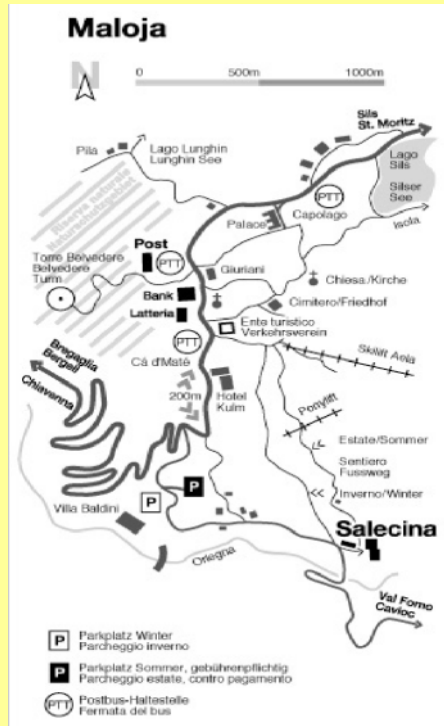 Maloja
N
0 500m 1000m
Sils
St. Moritz
Pila
Lago Lunghin
Lunghin See
Lago
Sils
Silser
See
Riserva naturale
Naturschutzgebiet
PTT
Palace
Capolago
Isola
Post
PTT
Torre Belvedere
Belvedere
Turm
Giuriani
Bank
Chiesa/Kirche
Latteria
Cimitero/Friedhof
Ente turistico
Verkehrsverein
PTT
Cá d'Maté
Skilift Aela
Bregaglia
Bergell
Chiavenna
200m
Hotel
Kulm
Ponylift
Estate/Sommer
Sentiero
Fussweg
Inverno/Winter
P
P
Villa Baldini
Salecina
Orlegna
Val Forno
Cavloc
P Parkplatz Winter
Parcheggio inverno
P Parkplatz Sommer, gebührenpflichtig
Parcheggio estate, contro pagamento
PTT Postbus-Haltestelle
Fermata del bus